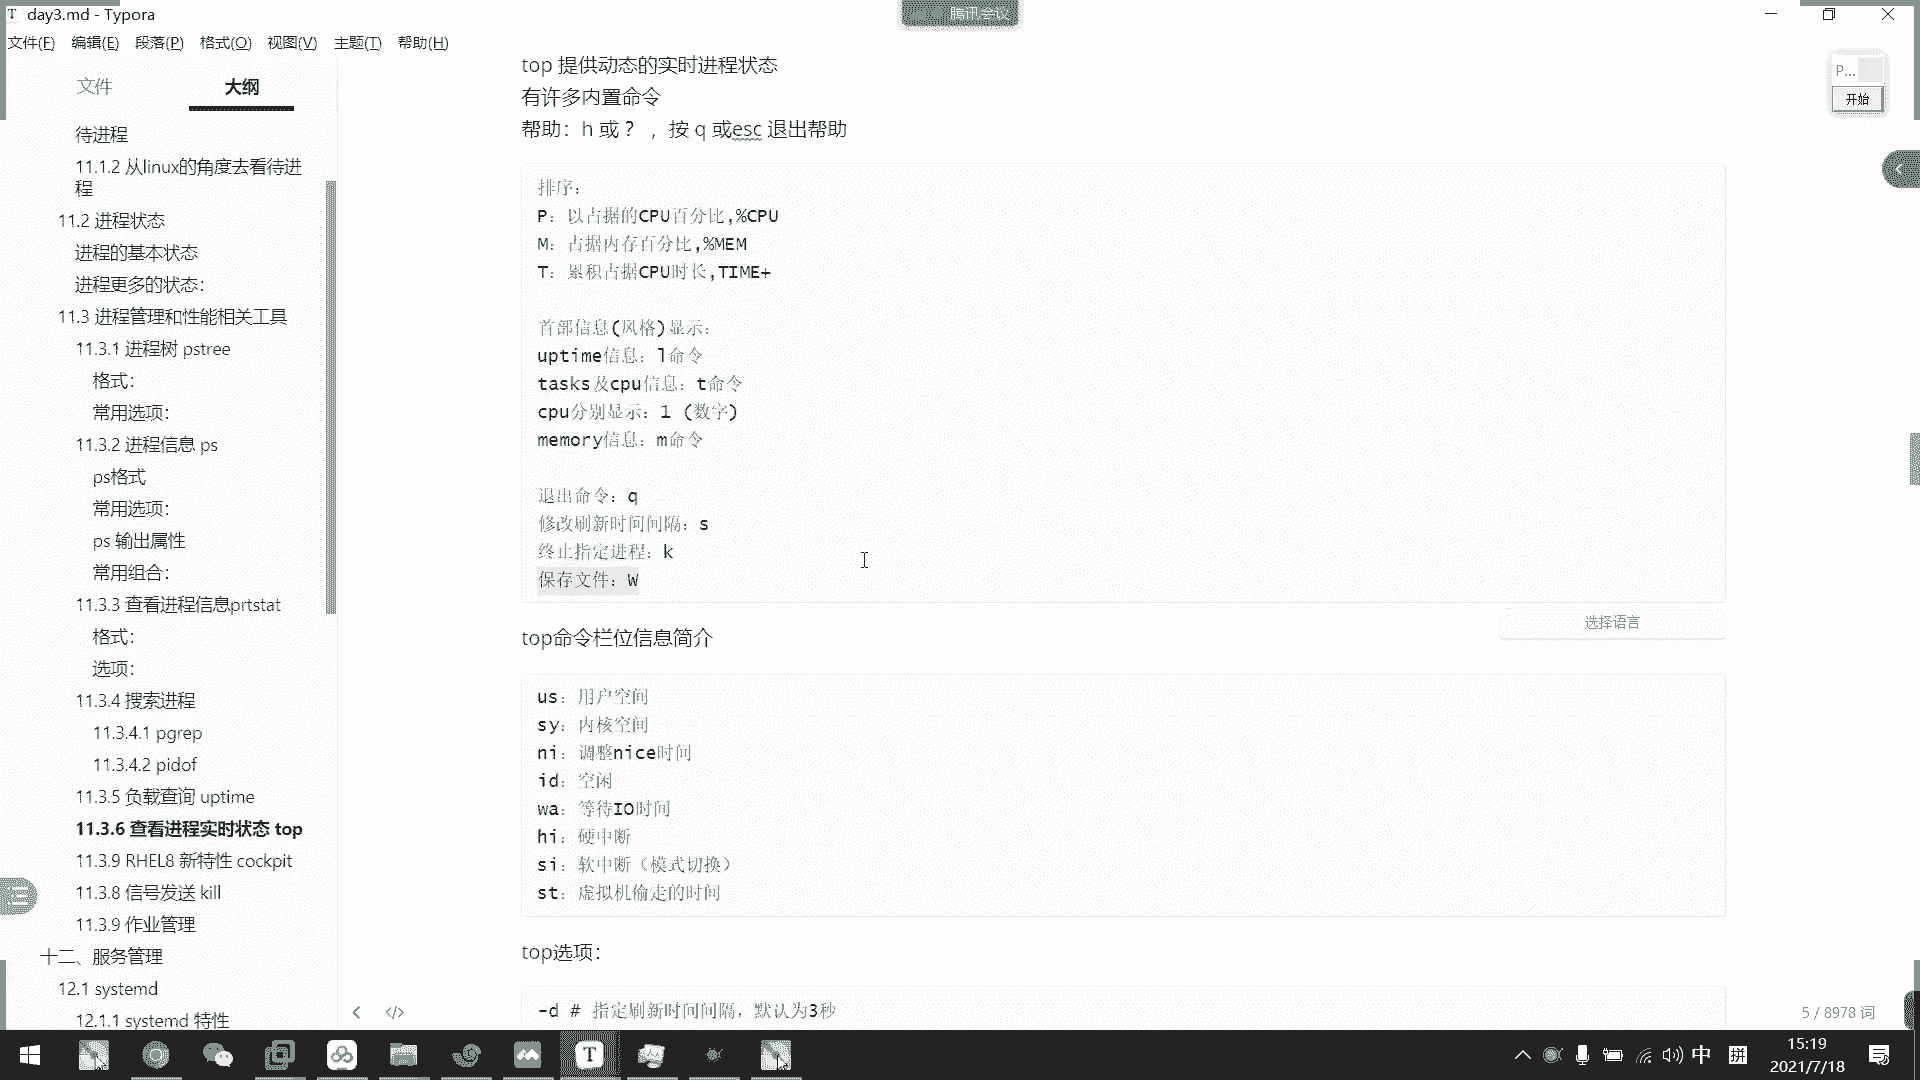 day3.md - Typora
腾讯会议
文件(F) 编辑(E) 段落(P) 格式(O) 视图(V) 主题(T) 帮助(H)
文件 大纲
待进程
11.1.2 从linux的角度去看待进
程
11.2 进程状态
进程的基本状态
进程更多的状态：
11.3 进程管理和性能相关工具
11.3.1 进程树 pstree
格式：
常用选项：
11.3.2 进程信息 ps
ps格式
常用选项：
ps 输出属性
常用组合：
11.3.3 查看进程信息prtstat
格式：
选项：
11.3.4 搜索进程
11.3.4.1 pgrep
11.3.4.2 pidof
11.3.5 负载查询 uptime
11.3.6 查看进程实时状态 top
11.3.9 RHEL8 新特性 cockpit
11.3.8 信号发送 kill
11.3.9 作业管理
十二、服务管理
12.1 systemd
12.1.1 systemd 特性
top 提供动态的实时进程状态
有许多内置命令
帮助：h 或 ？ ，按 q 或esc 退出帮助
排序：
P：以占据的CPU百分比,%CPU
M：占据内存百分比,%MEM
T：累积占据CPU时长,TIME+
首部信息(风格)显示：
uptime信息：l命令
tasks及cpu信息：t命令
cpu分别显示：1 (数字)
memory信息：m命令
退出命令：q
修改刷新时间间隔：s
终止指定进程：k
保存文件：W
选择语言
top命令栏位信息简介
us：用户空间
sy：内核空间
ni：调整nice时间
id：空闲
wa：等待IO时间
hi：硬中断
si：软中断（模式切换）
st：虚拟机偷走的时间
top选项：
-d # 指定刷新时间间隔，默认为3秒
5 / 8978 词
P...
开始
中
拼
15:19
2021/7/18